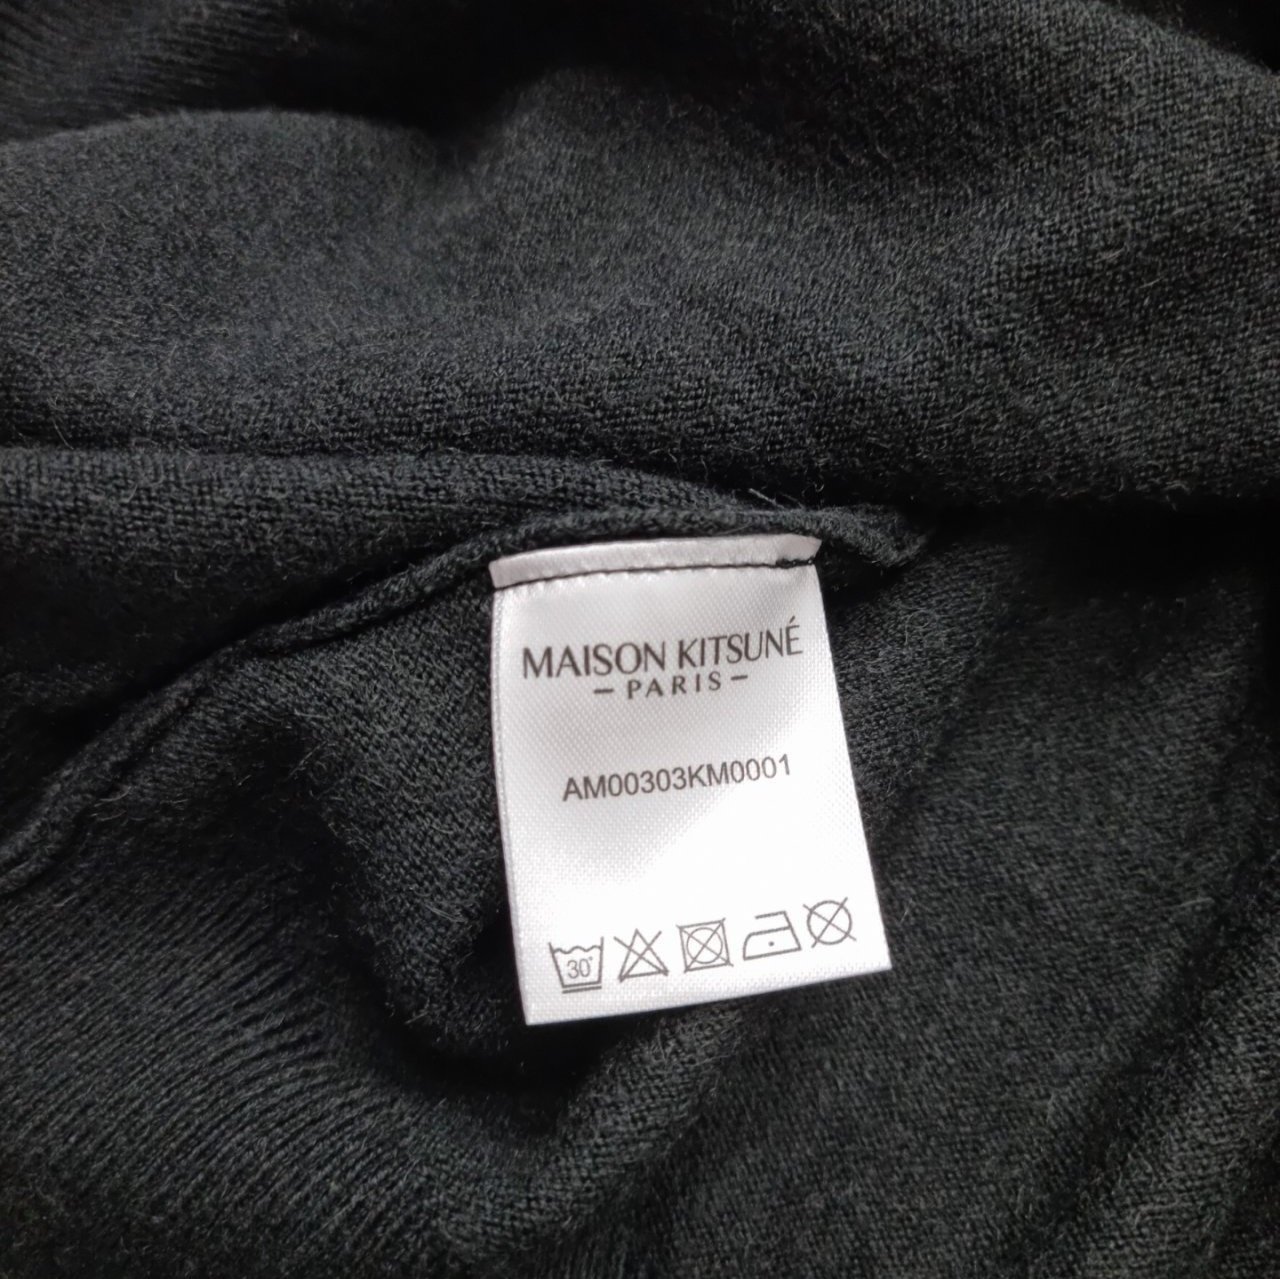 MAISON KITSUNÉ
– PARIS –
AM00303KM0001
30°